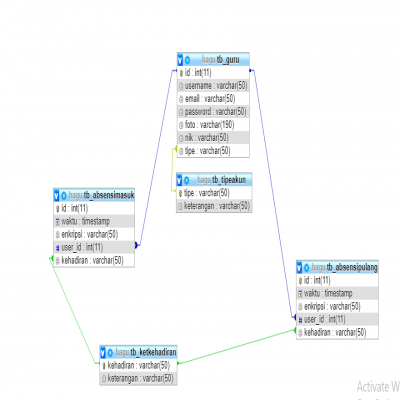 hagu.tb_guru
id : int(11)
username : varchar(50)
email : varchar(50)
password : varchar(50)
foto : varchar(190)
nik : varchar(50)
tipe : varchar(50)
hagu.tb_tipeakun
tipe : varchar(50)
keterangan : varchar(50)
hagu.tb_absensimasuk
id : int(11)
waktu : timestamp
enkripsi : varchar(50)
user_id : int(11)
kehadiran : varchar(50)
hagu.tb_absensipulang
id : int(11)
waktu : timestamp
enkripsi : varchar(50)
user_id : int(11)
kehadiran : varchar(50)
hagu.tb_ketkehadiran
kehadiran : varchar(50)
keterangan : varchar(50)
Activate W